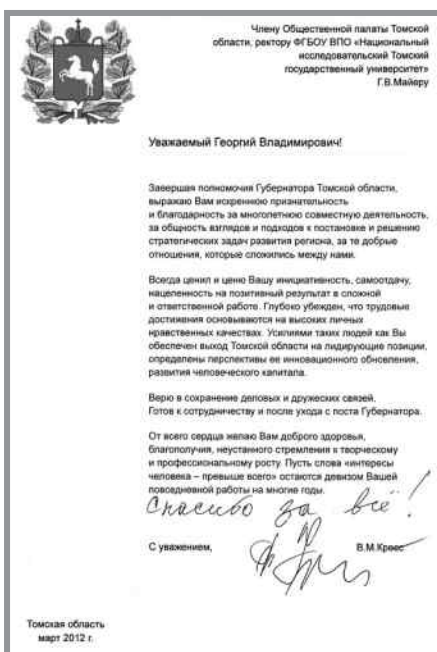 Члену Общественной палаты Томской
области, ректору ФГБОУ ВПО «Национальный
исследовательский Томский
государственный университет»
Г.В.Майеру
Уважаемый Георгий Владимирович!
Завершая полномочия Губернатора Томской области,
выражаю Вам искреннюю признательность
и благодарность за многолетнюю совместную деятельность,
за общность взглядов и подходов к постановке и решению
стратегических задач развития региона, за те добрые
отношения, которые сложились между нами.
Всегда ценил и ценю Вашу инициативность, самоотдачу,
нацеленность на позитивный результат в сложной
и ответственной работе. Глубоко убежден, что трудовые
достижения основываются на высоких личных
нравственных качествах. Усилиями таких людей как Вы
обеспечен выход Томской области на лидирующие позиции,
определены перспективы ее инновационного обновления,
развития человеческого капитала.
Верю в сохранение деловых и дружеских связей.
Готов к сотрудничеству и после ухода с поста Губернатора.
От всего сердца желаю Вам доброго здоровья,
благополучия, неустанного стремления к творческому
и профессиональному росту. Пусть слова «интересы
человека – превыше всего» остаются девизом Вашей
повседневной работы на многие годы.
Спасибо за всё!
С уважением, В.М.Кресс
Томская область
март 2012 г.